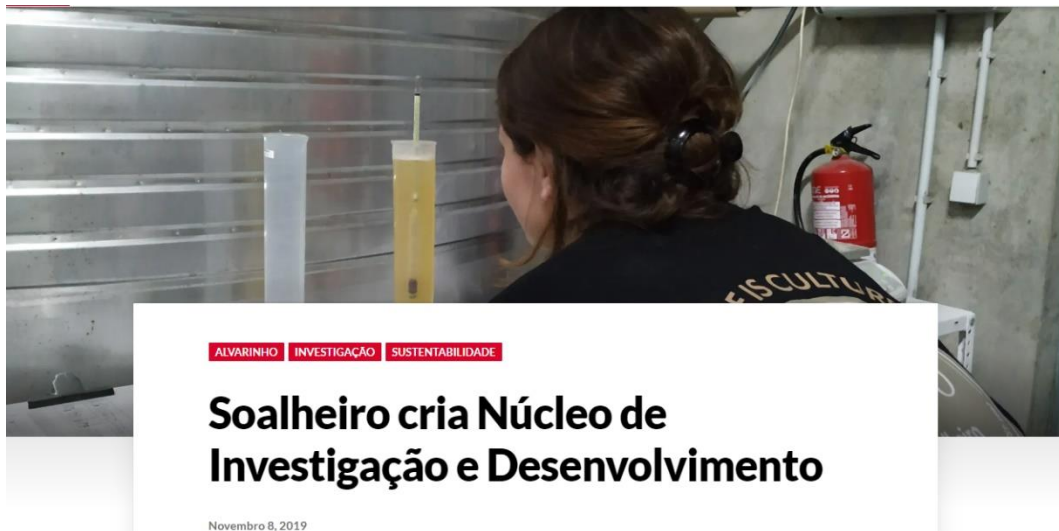 ALVARINHO INVESTIGAÇÃO SUSTENTABILIDADE
Soalheiro cria Núcleo de
Investigação e Desenvolvimento
Novembro 8, 2019